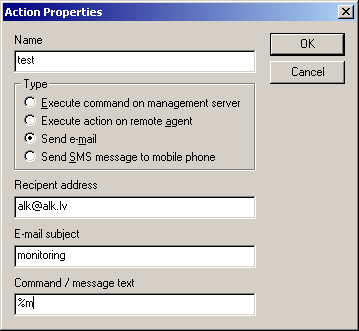 Action Properties
Name
test
OK
Cancel
Type
Execute command on management server
Execute action on remote agent
Send e-mail
Send SMS message to mobile phone
Recipent address
alk@alk.lv
E-mail subject
monitoring
Command / message text
%m